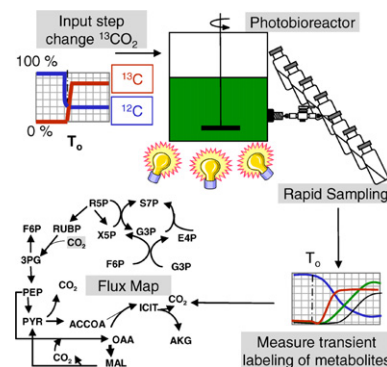 Input step
change ¹³CO₂
Photobioreactor
100 %
¹³C
¹²C
0 %
T₀
Rapid Sampling
R5P
S7P
F6P
RUBP
X5P
G3P
E4P
CO₂
3PG
F6P
G3P
T₀
PEP
CO₂
Flux Map
ICIT
CO₂
PYR
ACCOA
OAA
AKG
CO₂
MAL
Measure transient
labeling of metabolites